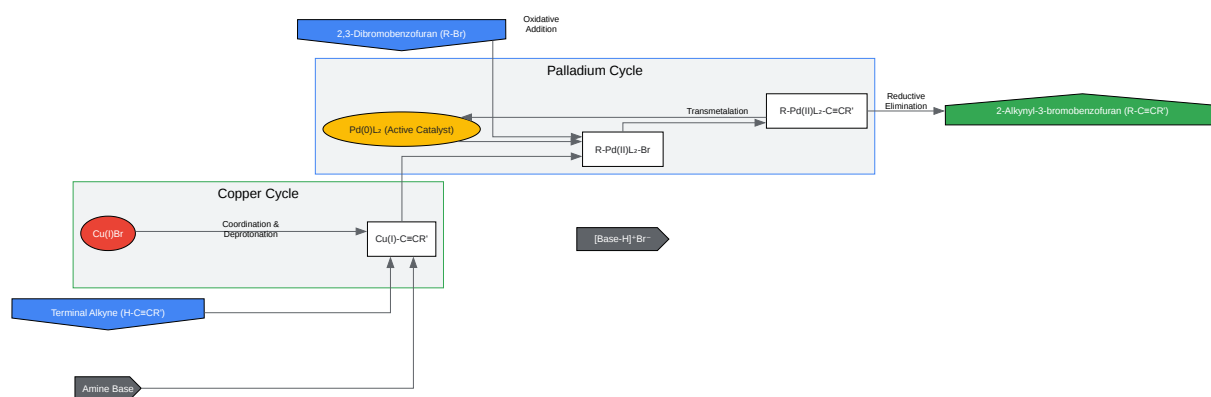 Oxidative
Addition
2,3-Dibromobenzofuran (R-Br)
Palladium Cycle
Reductive
Elimination
R-Pd(II)L₂-C≡CR'
2-Alkynyl-3-bromobenzofuran (R-C≡CR')
Transmetalation
Pd(0)L₂ (Active Catalyst)
R-Pd(II)L₂-Br
Copper Cycle
Coordination &
Deprotonation
Cu(I)Br
Cu(I)-C≡CR'
[Base-H]⁺Br⁻
Terminal Alkyne (H-C≡CR')
Amine Base